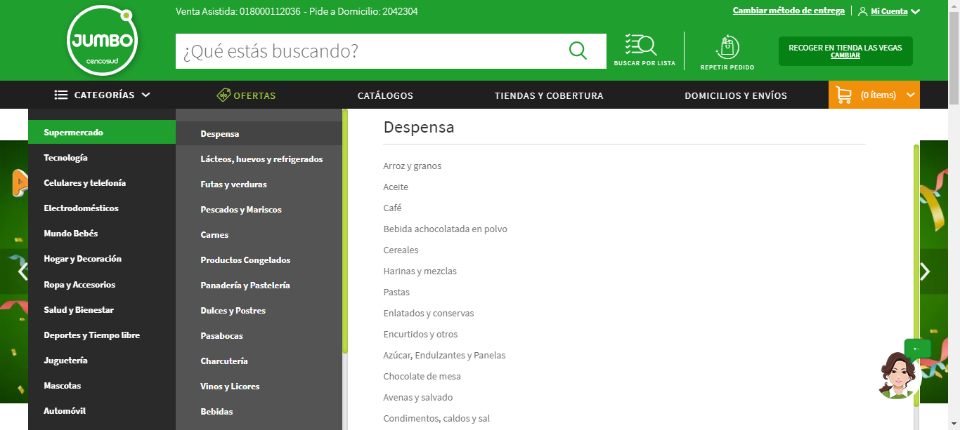 Venta Asistida: 018000112036 - Pide a Domicilio: 2042304
Cambiar método de entrega
Mi Cuenta
JUMBO
cencosud
¿Qué estás buscando?
BUSCAR POR LISTA
REPETIR PEDIDO
RECOGER EN TIENDA LAS VEGAS
CAMBIAR
CATEGORÍAS
OFERTAS
CATÁLOGOS
TIENDAS Y COBERTURA
DOMICILIOS Y ENVÍOS
(0 ítems)
Supermercado
Tecnología
Celulares y telefonía
Electrodomésticos
Mundo Bebés
Hogar y Decoración
Ropa y Accesorios
Salud y Bienestar
Deportes y Tiempo libre
Juguetería
Mascotas
Automóvil
Despensa
Lácteos, huevos y refrigerados
Futas y verduras
Pescados y Mariscos
Carnes
Productos Congelados
Panadería y Pastelería
Dulces y Postres
Pasabocas
Charcutería
Vinos y Licores
Bebidas
Despensa
Arroz y granos
Aceite
Café
Bebida achocolatada en polvo
Cereales
Harinas y mezclas
Pastas
Enlatados y conservas
Encurtidos y otros
Azúcar, Endulzantes y Panelas
Chocolate de mesa
Avenas y salvado
Condimentos, caldos y sal